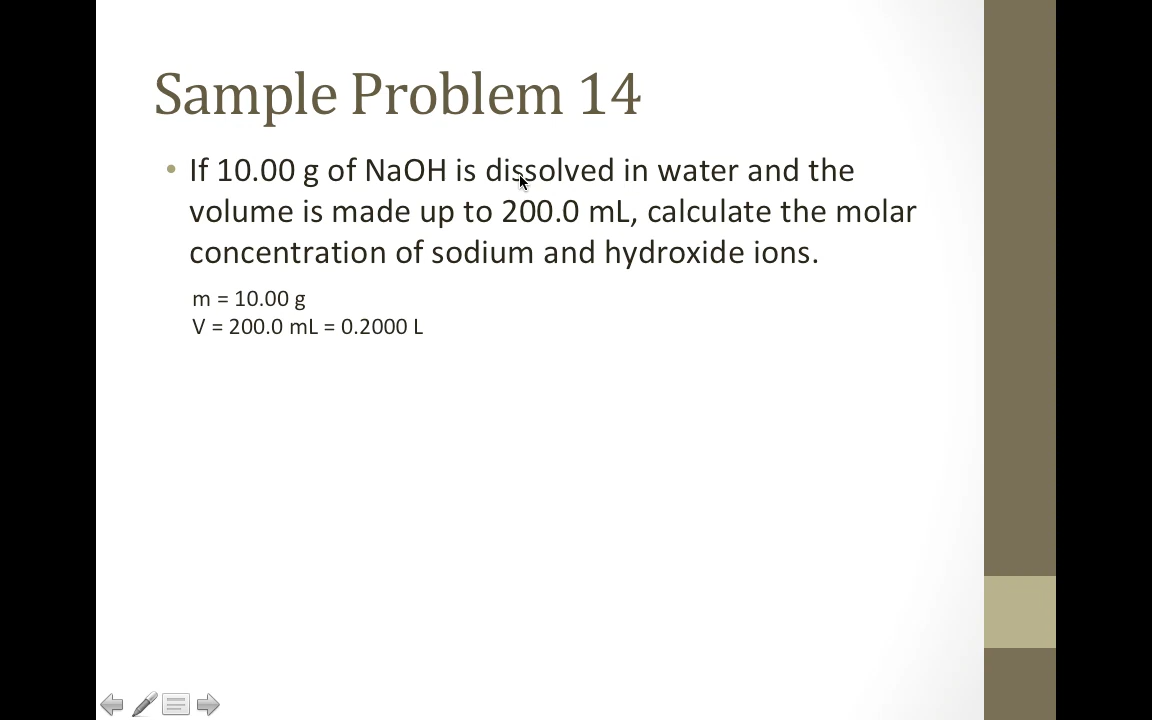 Sample Problem 14
• If 10.00 g of NaOH is dissolved in water and the
volume is made up to 200.0 mL, calculate the molar
concentration of sodium and hydroxide ions.
m = 10.00 g
V = 200.0 mL = 0.2000 L